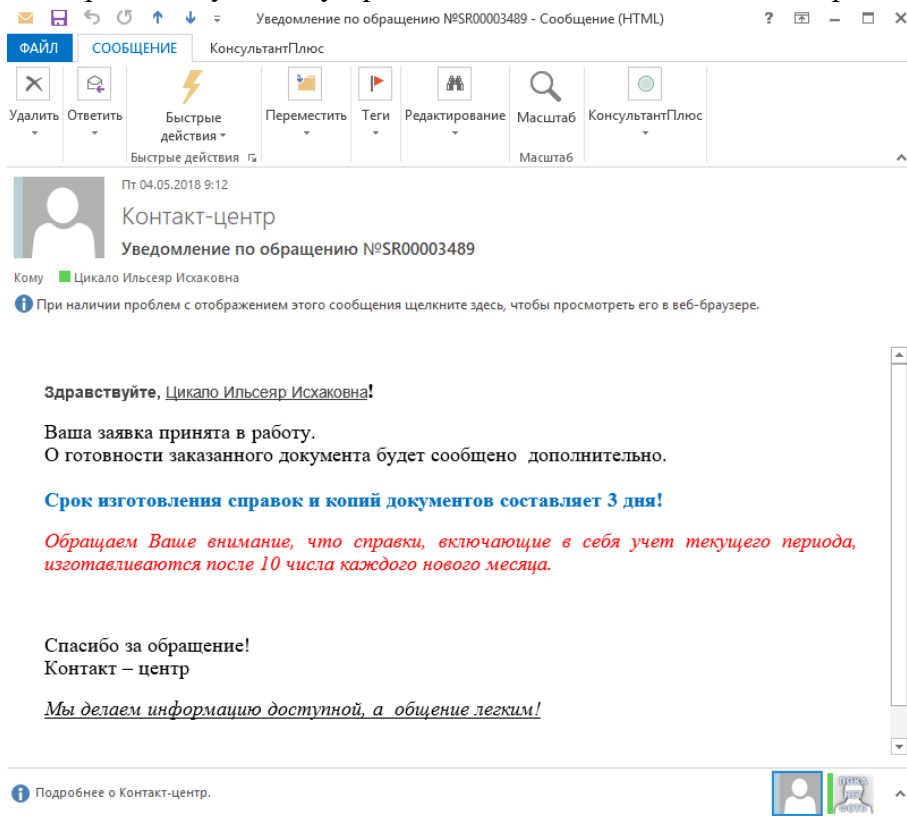 Уведомление по обращению №SR00003489 - Сообщение (HTML)
ФАЙЛ СООБЩЕНИЕ КонсультантПлюс
Удалить Ответить Быстрые действия Переместить Теги Редактирование Масштаб КонсультантПлюс
Быстрые действия Масштаб
Пт 04.05.2018 9:12
Контакт-центр
Уведомление по обращению №SR00003489
Кому Цикало Ильсеяр Исхаковна
При наличии проблем с отображением этого сообщения щелкните здесь, чтобы просмотреть его в веб-браузере.
Здравствуйте, Цикало Ильсеяр Исхаковна!
Ваша заявка принята в работу.
О готовности заказанного документа будет сообщено дополнительно.
Срок изготовления справок и копий документов составляет 3 дня!
Обращаем Ваше внимание, что справки, включающие в себя учет текущего периода,
изготавливаются после 10 числа каждого нового месяца.
Спасибо за обращение!
Контакт – центр
Мы делаем информацию доступной, а общение легким!
Подробнее о Контакт-центр.
ПОКА
НЕТ
ФОТО